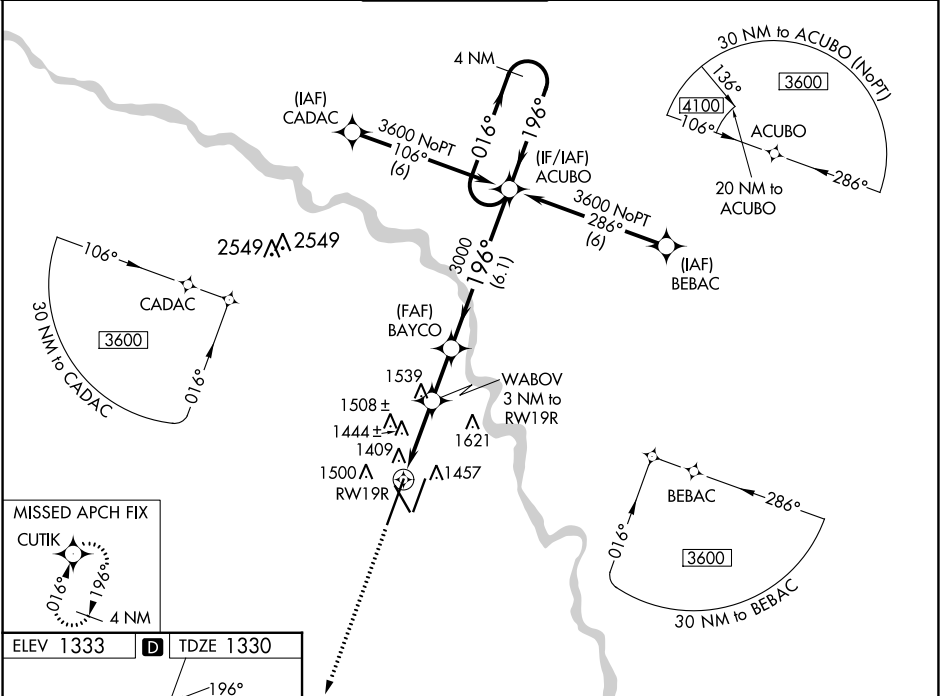 4 NM
(IAF)
CADAC
3600 NoPT
106°
(6)
016°
196°
(IF/IAF)
ACUBO
3600 NoPT
286°
(6)
(IAF)
BEBAC
30 NM to ACUBO (NoPT)
136°
3600
4100
106°
ACUBO
286°
20 NM to
ACUBO
106°
2549
2549
CADAC
3600
016°
30 NM to CADAC
3000
196°
(6.1)
(FAF)
BAYCO
1539
WABOV
3 NM to
RW19R
1508 ±
1444 ±
1621
1409
1500
1457
RW19R
BEBAC
286°
016°
3600
30 NM to BEBAC
MISSED APCH FIX
CUTIK
016°
196°
4 NM
ELEV 1333
D
TDZE 1330
196°